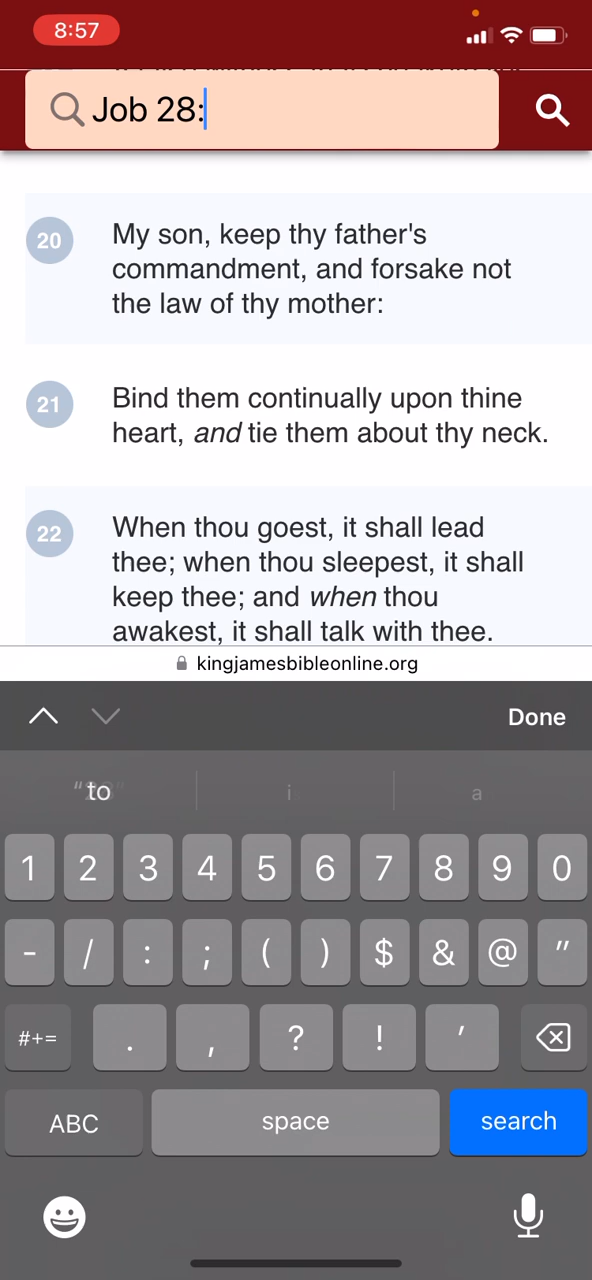 8:57
Job 28:
20 My son, keep thy father's
commandment, and forsake not
the law of thy mother:
21 Bind them continually upon thine
heart, and tie them about thy neck.
22 When thou goest, it shall lead
thee; when thou sleepest, it shall
keep thee; and when thou
awakest, it shall talk with thee.
kingjamesbibleonline.org
Done
to
1 2 3 4 5 6 7 8 9 0
- / : ; ( ) $ & @ "
#+= . , ? ! '
ABC space search